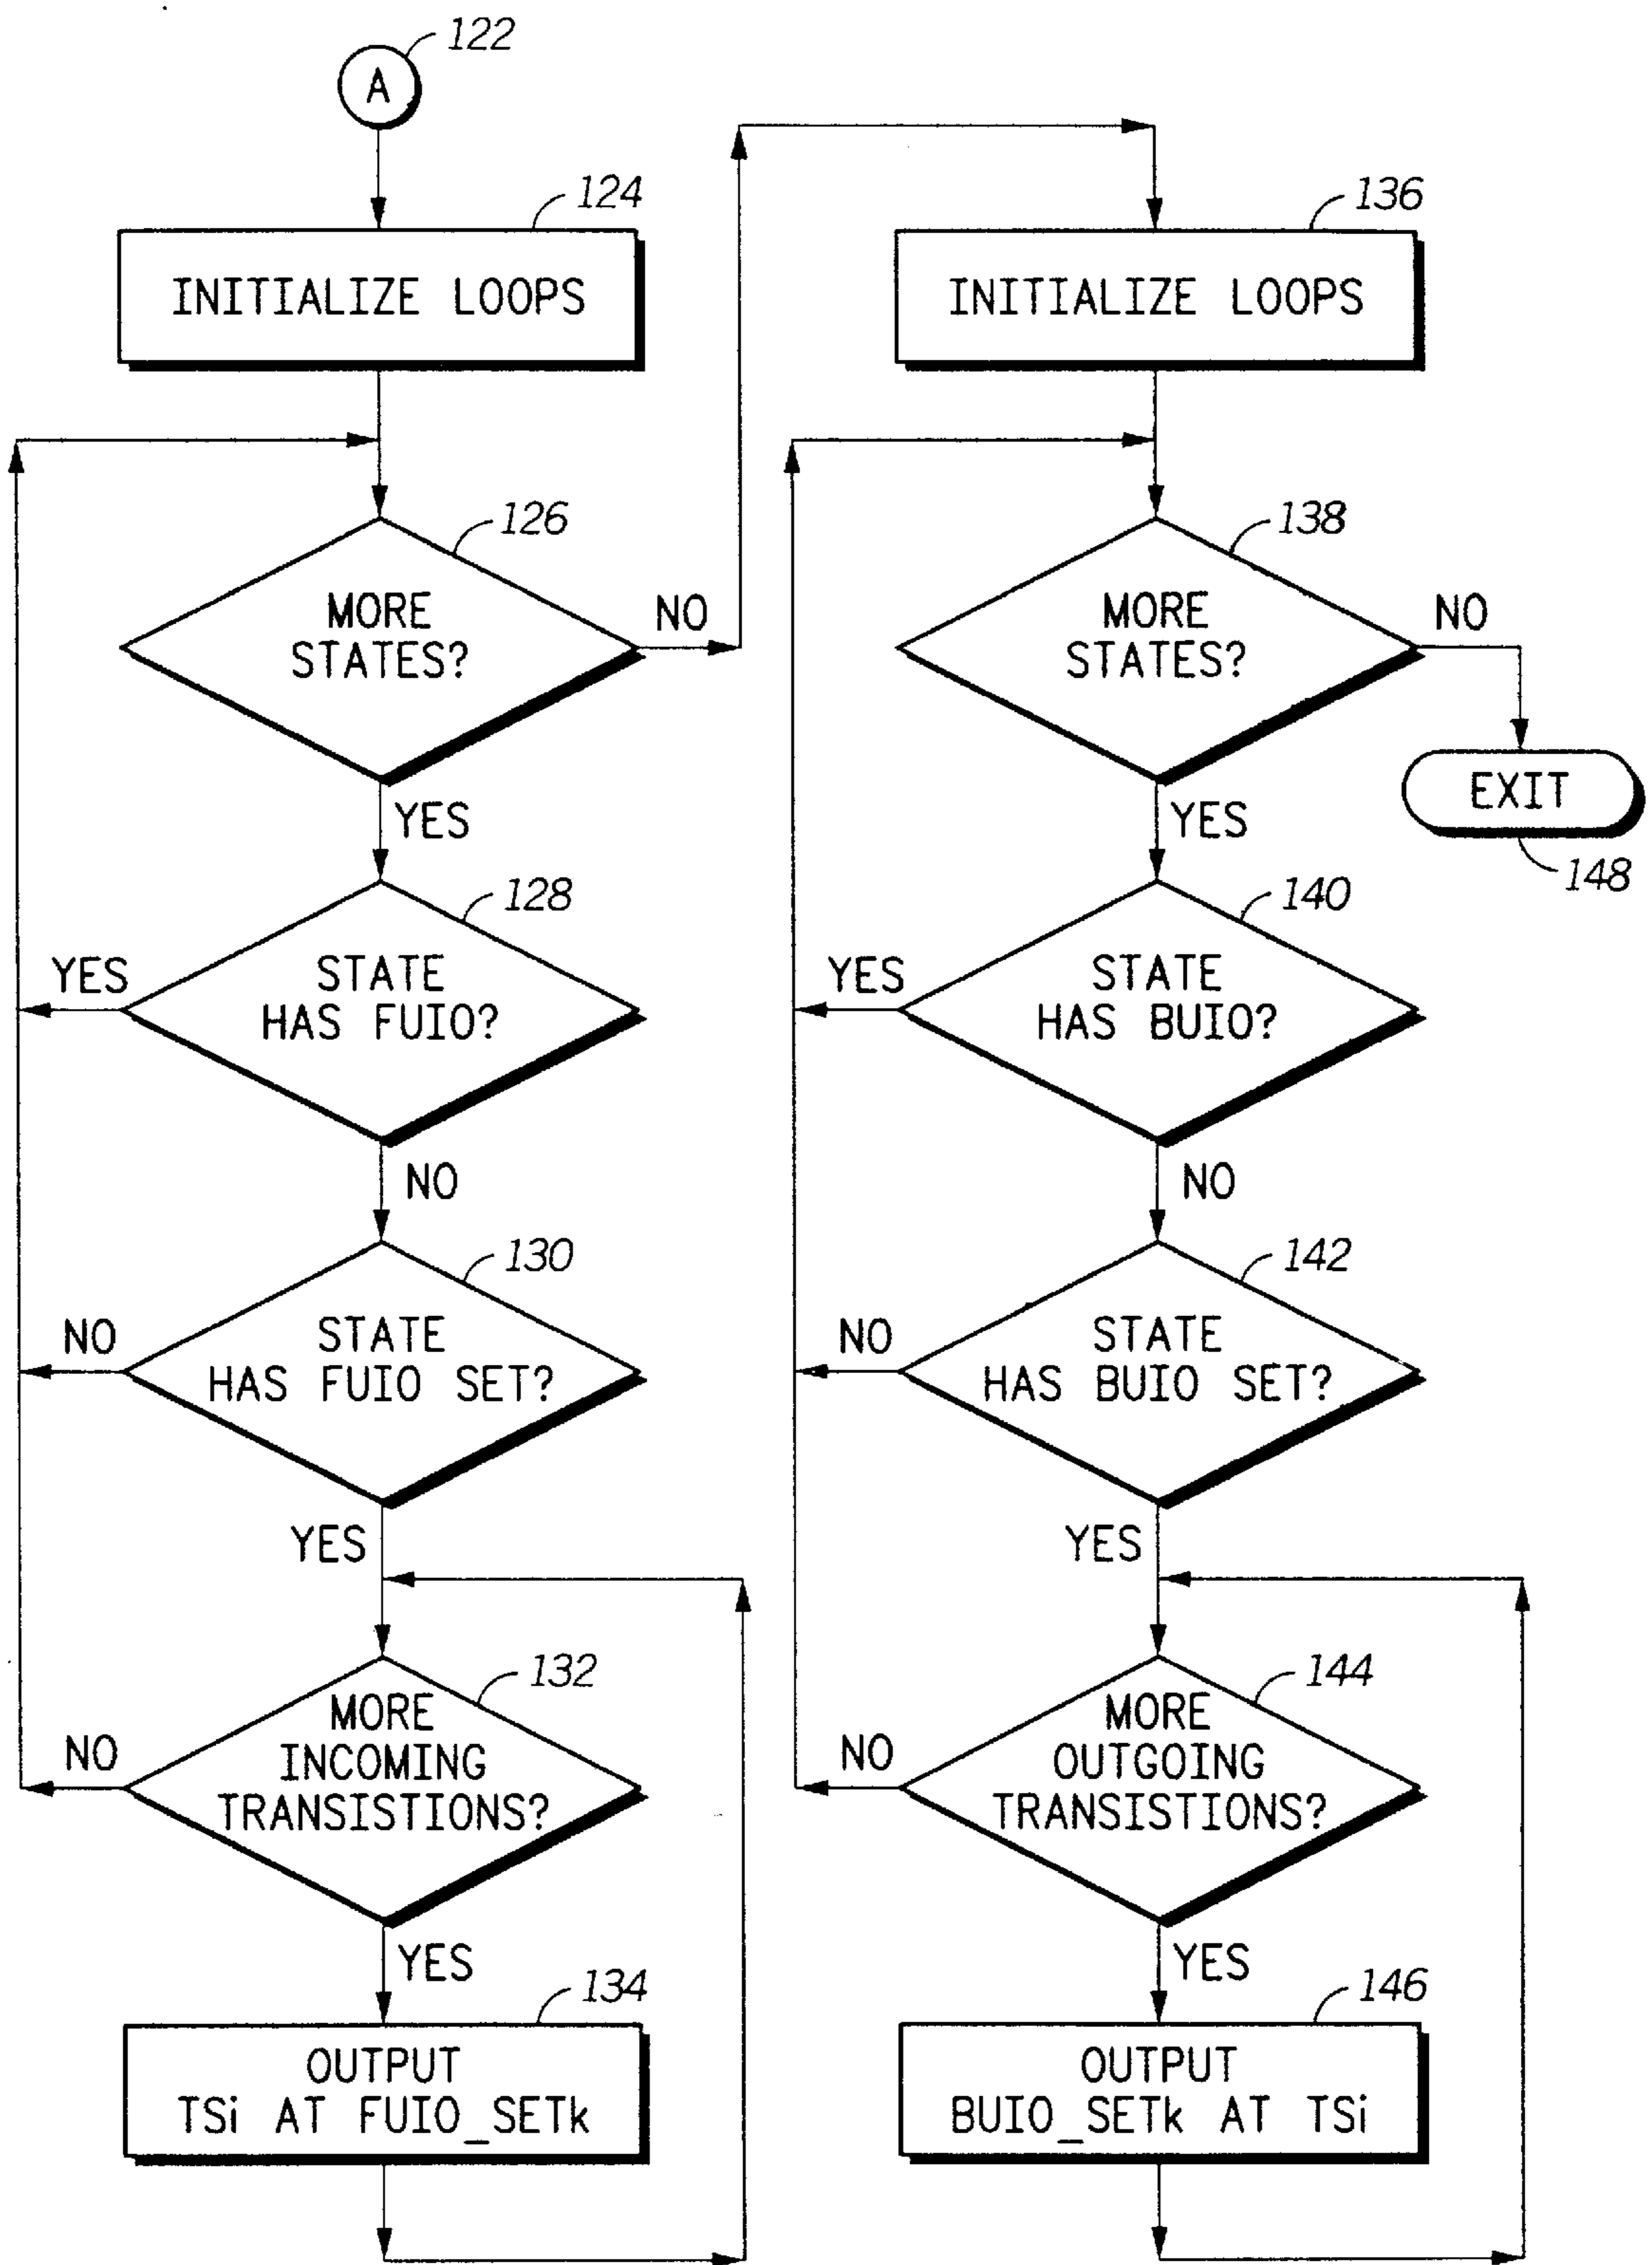 122
A
124
INITIALIZE LOOPS
126
MORE
STATES?
NO
YES
128
STATE
HAS FUIO?
YES
NO
130
STATE
HAS FUIO SET?
NO
YES
132
MORE
INCOMING
TRANSISTIONS?
NO
YES
134
OUTPUT
TSi AT FUIO_SETk
136
INITIALIZE LOOPS
138
MORE
STATES?
NO
EXIT
148
YES
140
STATE
HAS BUIO?
YES
NO
142
STATE
HAS BUIO SET?
NO
YES
144
MORE
OUTGOING
TRANSISTIONS?
NO
YES
146
OUTPUT
BUIO_SETk AT TSi